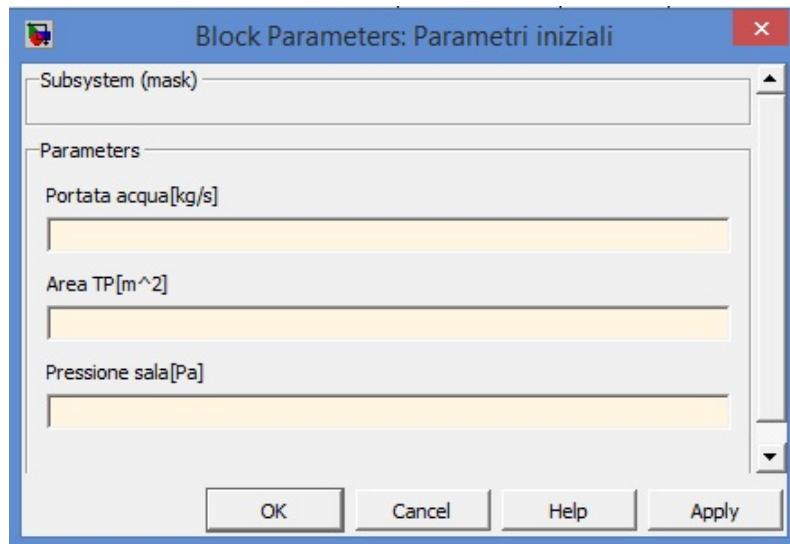 Block Parameters: Parametri iniziali
Subsystem (mask)
Parameters
Portata acqua[kg/s]
Area TP[m^2]
Pressione sala[Pa]
OK Cancel Help Apply